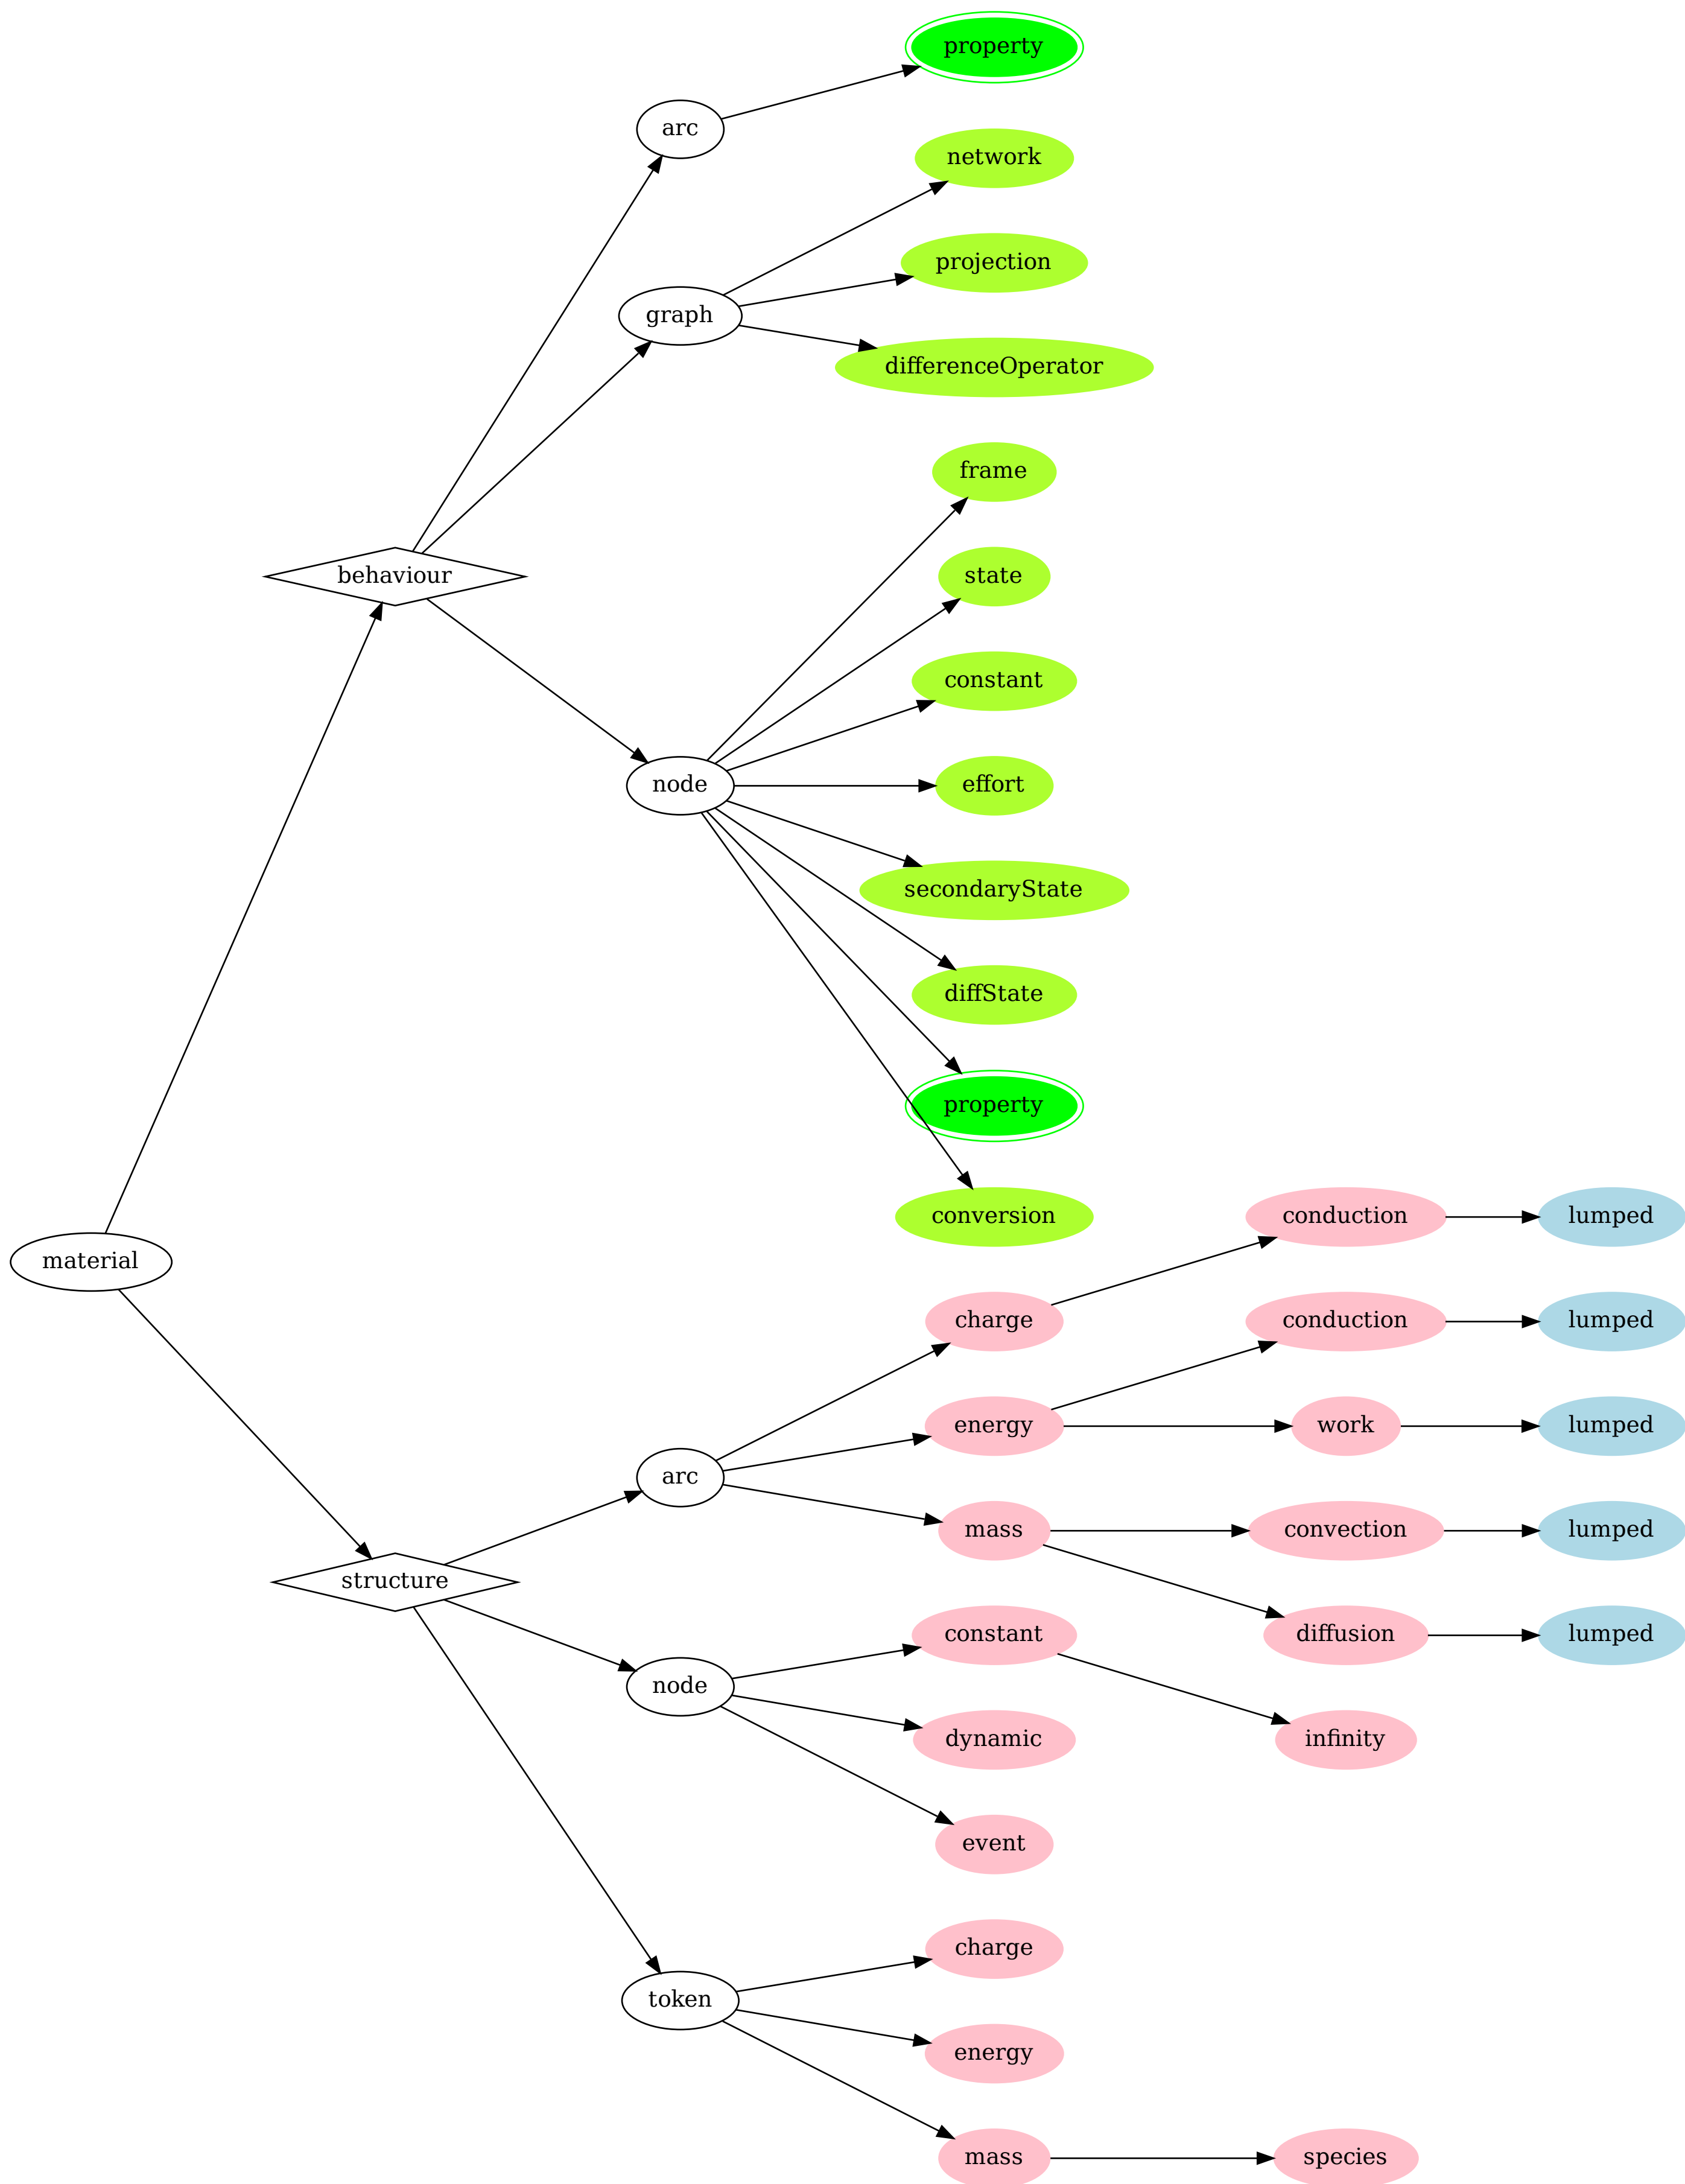 property
arc
network
projection
graph
differenceOperator
frame
behaviour
state
constant
node
effort
secondaryState
diffState
property
conversion
conduction
lumped
material
charge
conduction
lumped
energy
work
lumped
arc
mass
convection
lumped
structure
constant
diffusion
lumped
node
dynamic
infinity
event
charge
token
energy
mass
species